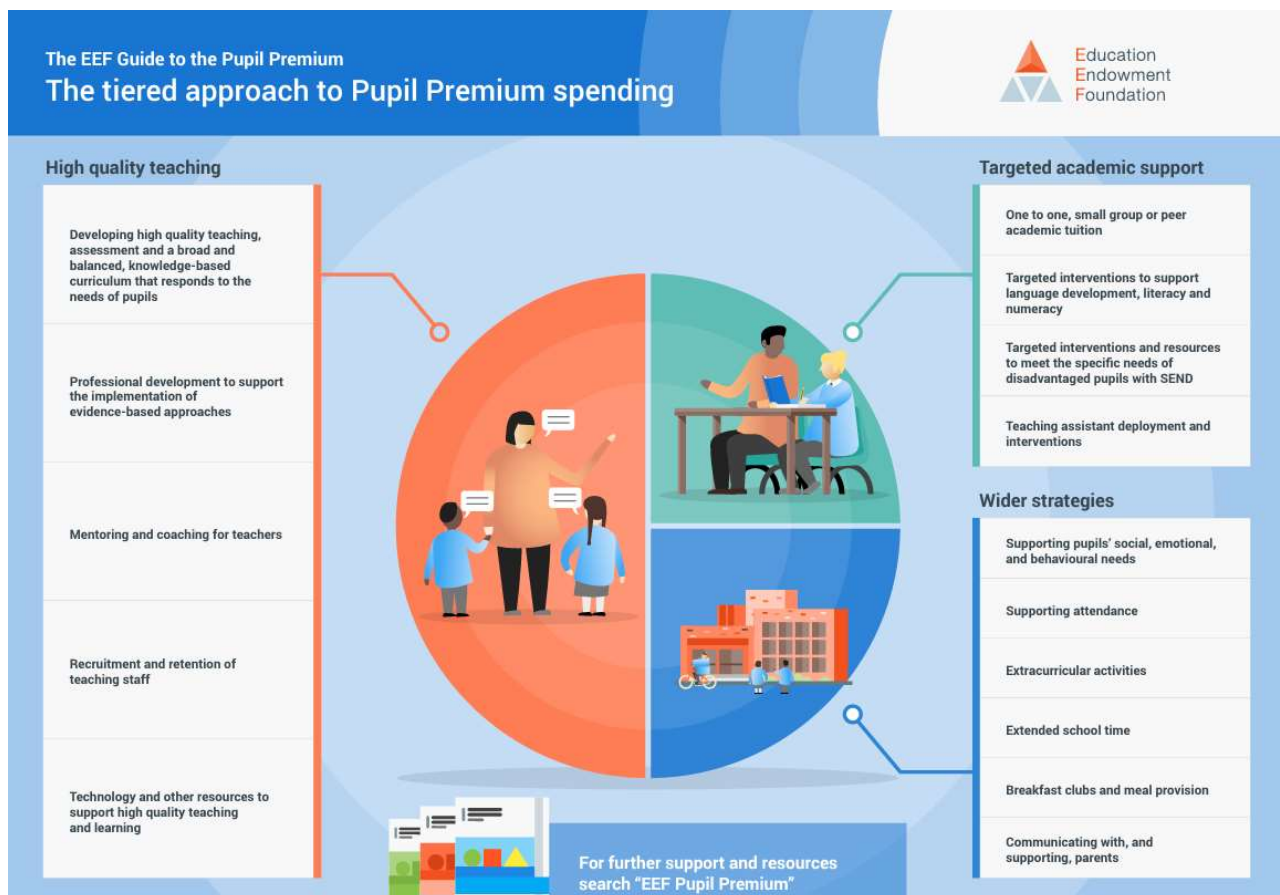 The EEF Guide to the Pupil Premium
The tiered approach to Pupil Premium spending
Education
Endowment
Foundation
High quality teaching
Developing high quality teaching,
assessment and a broad and
balanced, knowledge-based
curriculum that responds to the
needs of pupils
Professional development to support
the implementation of
evidence-based approaches
Mentoring and coaching for teachers
Recruitment and retention of
teaching staff
Technology and other resources to
support high quality teaching
and learning
Targeted academic support
One to one, small group or peer
academic tuition
Targeted interventions to support
language development, literacy and
numeracy
Targeted interventions and resources
to meet the specific needs of
disadvantaged pupils with SEND
Teaching assistant deployment and
interventions
Wider strategies
Supporting pupils' social, emotional,
and behavioural needs
Supporting attendance
Extracurricular activities
Extended school time
Breakfast clubs and meal provision
Communicating with, and
supporting, parents
For further support and resources
search “EEF Pupil Premium”